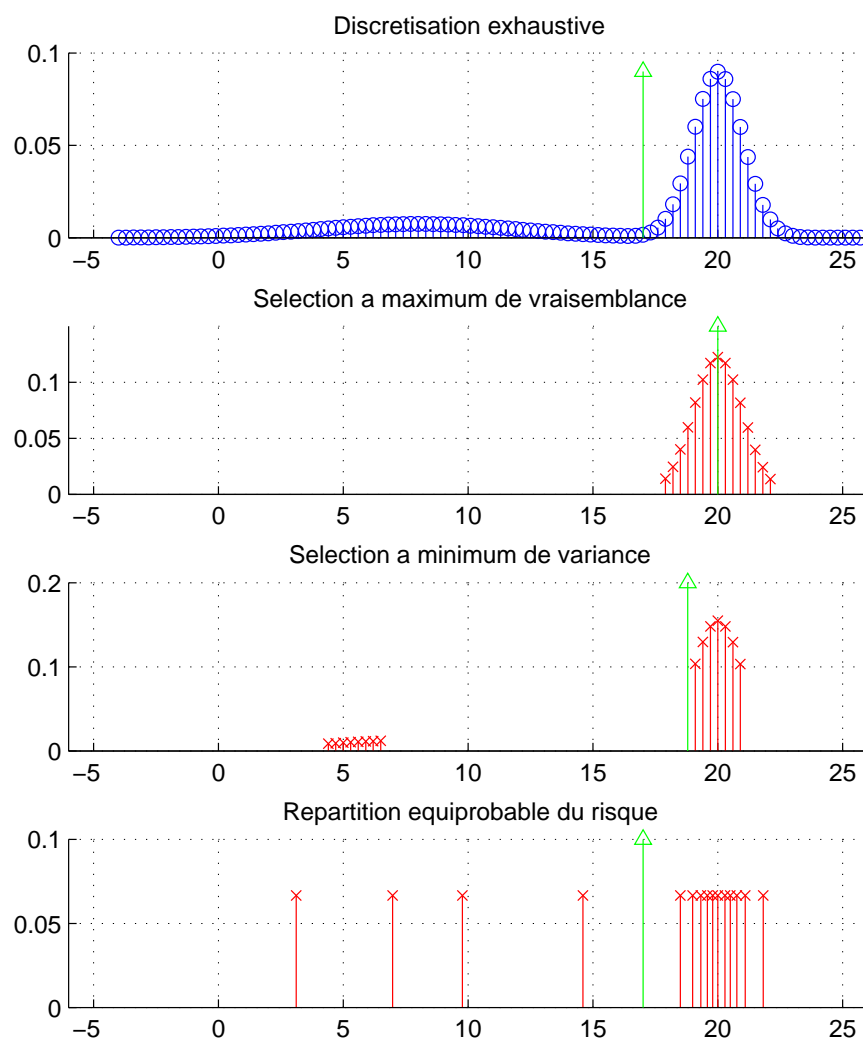 Discretisation exhaustive
0.1
0.05
0
−5 0 5 10 15 20 25
Selection a maximum de vraisemblance
0.1
0.05
0
−5 0 5 10 15 20 25
Selection a minimum de variance
0.2
0.1
0
−5 0 5 10 15 20 25
Repartition equiprobable du risque
0.1
0.05
0
−5 0 5 10 15 20 25